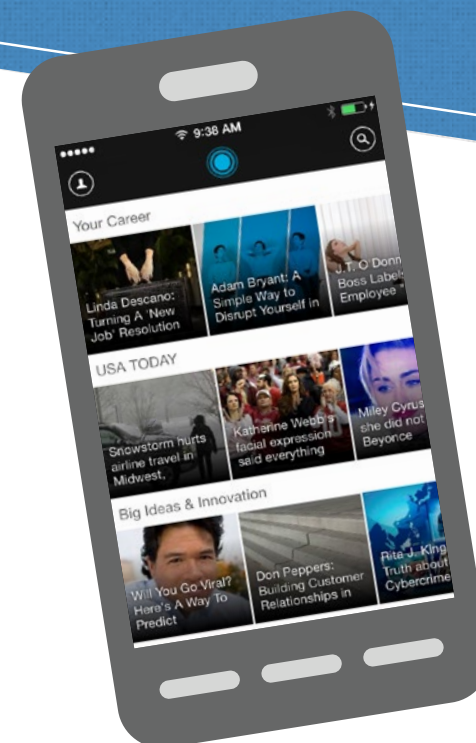 9:38 AM
Your Career
Linda Descano:
Turning A 'New
Job' Resolution
Adam Bryant: A
Simple Way to
Disrupt Yourself in
J.T. O'Donn
Boss Label
Employee
USA TODAY
Snowstorm hurts
airline travel in
Midwest,
Katherine Webb's
facial expression
said everything
Miley Cyrus
she did not
Beyonce
Big Ideas & Innovation
Will You Go Viral?
Here's A Way To
Predict
Don Peppers:
Building Customer
Relationships in
Rita J. King
Truth about
Cybercrime